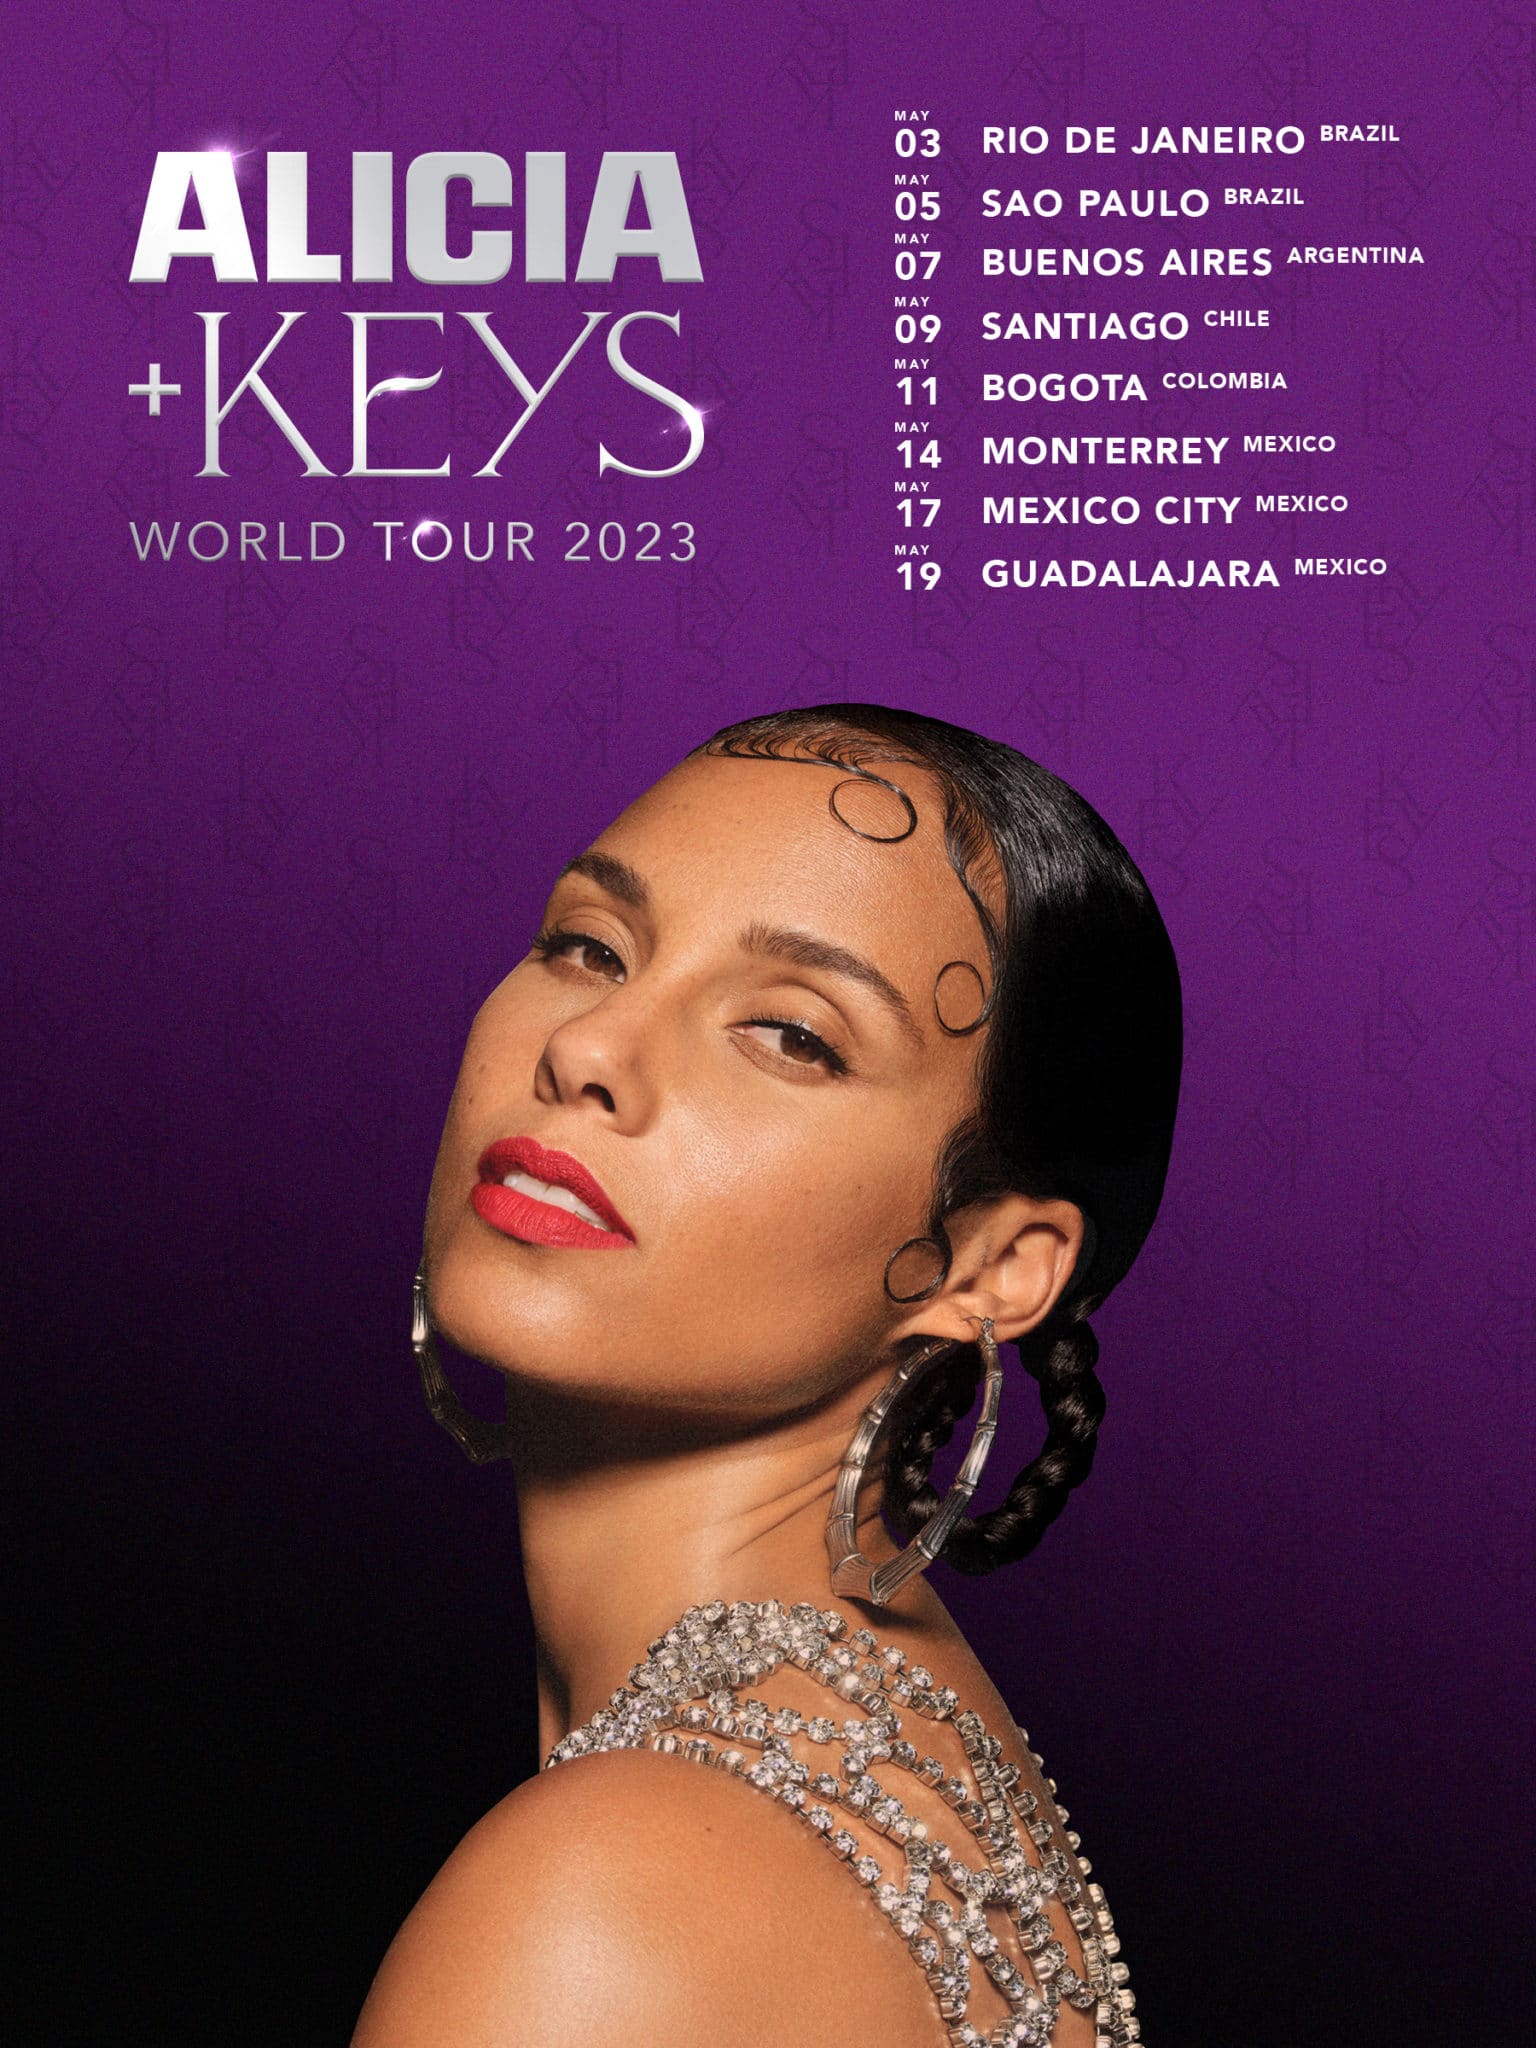 ALICIA
+KEYS
WORLD TOUR 2023
MAY
03 RIO DE JANEIRO BRAZIL
MAY
05 SAO PAULO BRAZIL
MAY
07 BUENOS AIRES ARGENTINA
MAY
09 SANTIAGO CHILE
MAY
11 BOGOTA COLOMBIA
MAY
14 MONTERREY MEXICO
MAY
17 MEXICO CITY MEXICO
MAY
19 GUADALAJARA MEXICO